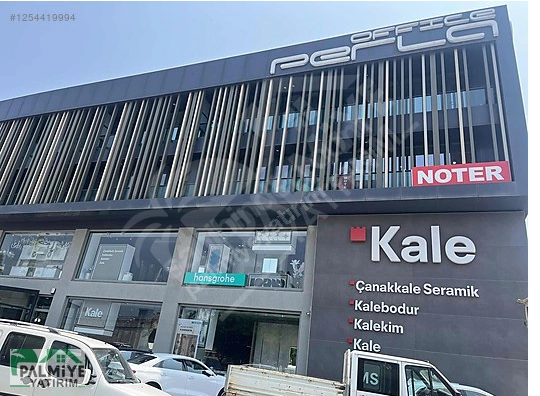 #1254419994
OFFICE
PERLA
NOTER
Kale
Çanakkale Seramik
Kalebodur
Kalekim
Kale
hansgrohe
Kale
PALMİYE
YATIRIM